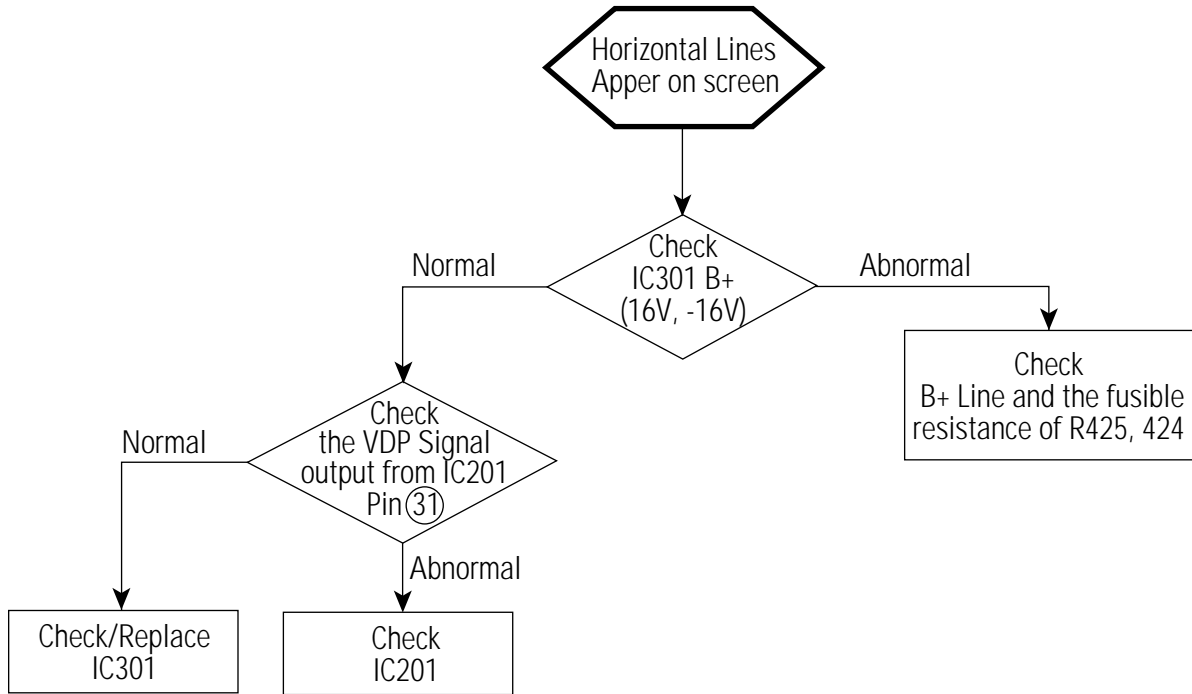 Horizontal Lines
Apper on screen
Check
IC301 B+
(16V, -16V)
Normal
Abnormal
Check
B+ Line and the fusible
resistance of R425, 424
Check
the VDP Signal
output from IC201
Pin 31
Normal
Abnormal
Check/Replace
IC301
Check
IC201